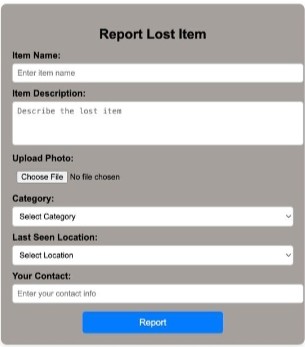 Report Lost Item
Item Name:
Enter item name
Item Description:
Describe the lost item
Upload Photo:
Choose File No file chosen
Category:
Select Category
Last Seen Location:
Select Location
Your Contact:
Enter your contact info
Report